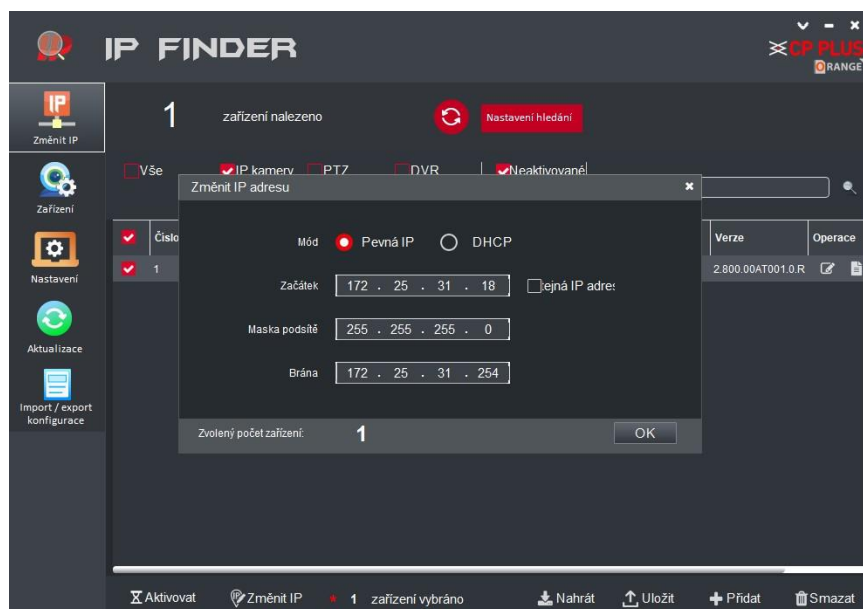 IP FINDER
CP PLUS
ORANGE
IP
Změnit IP
Zařízení
Nastavení
Aktualizace
Import / export
konfigurace
1 zařízení nalezeno
Nastavení hledání
Vše IP kamery PTZ DVR Neaktivované
Číslo Verze Operace
1 2.800.00AT001.0.R
Změnit IP adresu
Mód Pevná IP DHCP
Začátek 172 . 25 . 31 . 18 tejná IP adres
Maska podsítě 255 . 255 . 255 . 0
Brána 172 . 25 . 31 . 254
Zvolený počet zařízení: 1 OK
Aktivovat Změnit IP 1 zařízení vybráno Nahrát Uložit Přidat Smazat